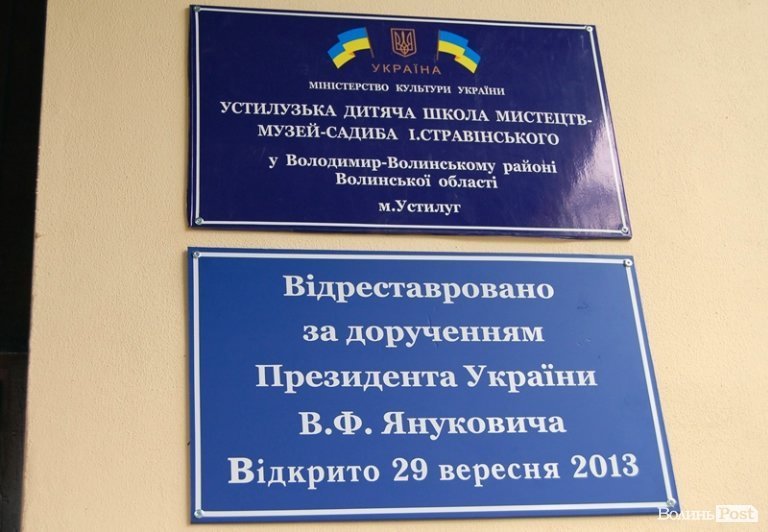 УКРАЇНА
МІНІСТЕРСТВО КУЛЬТУРИ УКРАЇНИ
УСТИЛУЗЬКА ДИТЯЧА ШКОЛА МИСТЕЦТВ-
МУЗЕЙ-САДИБА І.СТРАВІНСЬКОГО
у Володимир-Волинському районі
Волинської області
м.Устилуг
Відреставровано
за дорученням
Президента України
В.Ф. Януковича
Відкрито 29 вересня 2013
Волинь Post